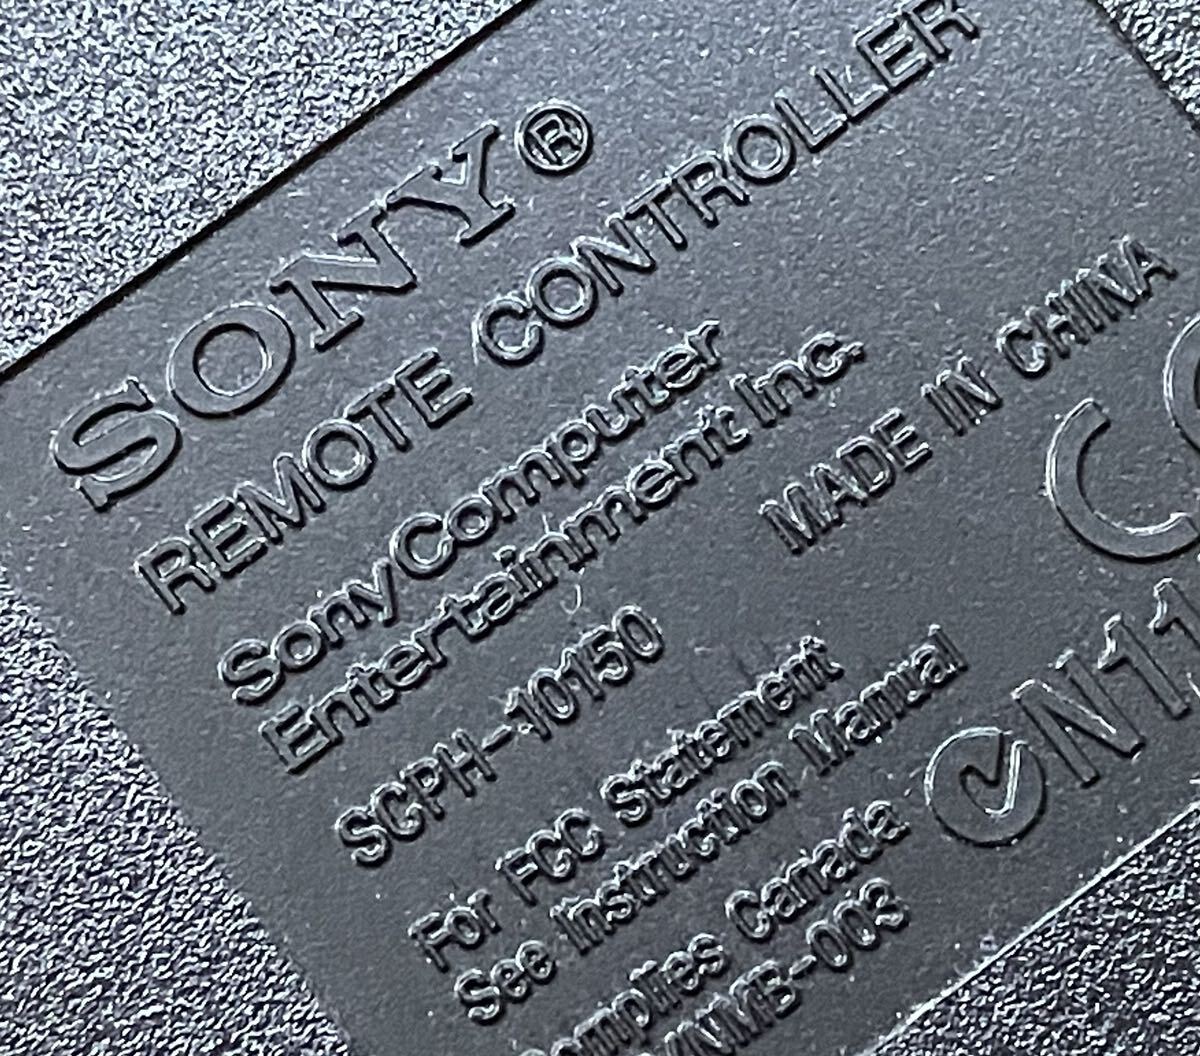 SONY®
REMOTE CONTROLLER
Sony Computer
Entertainment Inc.
SCPH-10150
MADE IN CHINA
For FCC Statement
See Instruction Manual
Canada
N11